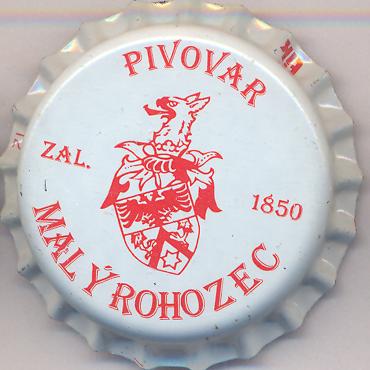 PIVOVAR
ZAL.
1850
MALÝ ROHOZEC